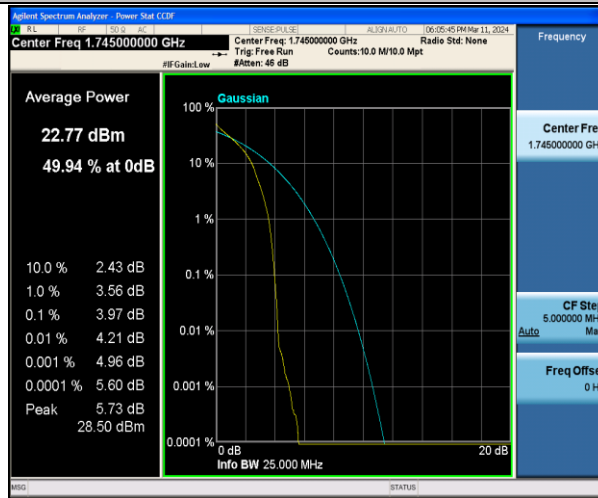 Agilent Spectrum Analyzer - Power Stat CCDF
RL RF 50 Ω AC SENSE:PULSE ALIGN AUTO 06:05:45 PM Mar 11, 2024
Center Freq 1.745000000 GHz
Center Freq: 1.745000000 GHz Radio Std: None
Trig: Free Run Counts:10.0 M/10.0 Mpt
#IFGain:Low #Atten: 46 dB
Frequency
Average Power
22.77 dBm
49.94 % at 0dB
10.0 % 2.43 dB
1.0 % 3.56 dB
0.1 % 3.97 dB
0.01 % 4.21 dB
0.001 % 4.96 dB
0.0001 % 5.60 dB
Peak 5.73 dB
28.50 dBm
Gaussian
100 %
10 %
1 %
0.1 %
0.01 %
0.001 %
0.0001 %
0 dB 20 dB
Info BW 25.000 MHz
Center Fre
1.745000000 GH
CF Ste
5.000000 MH
Auto Ma
Freq Offse
0 H
MSG STATUS